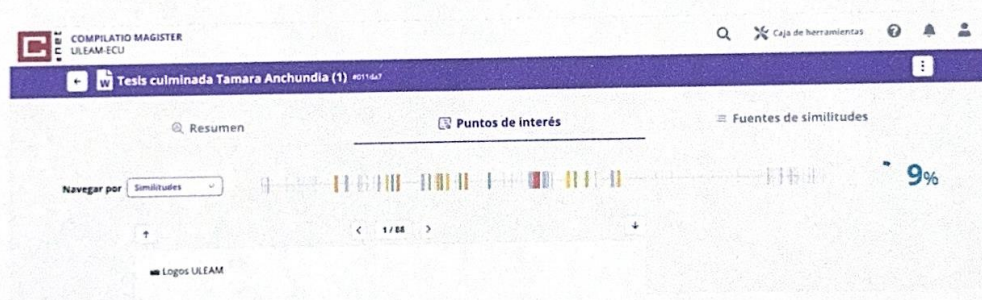 COMPILATIO MAGISTER
ULEAM-ECU
Caja de herramientas
Tesis culminada Tamara Anchundia (1) #011da7
Resumen
Puntos de interés
Fuentes de similitudes
Navegar por Similitudes
9%
1 / 88
Logos ULEAM